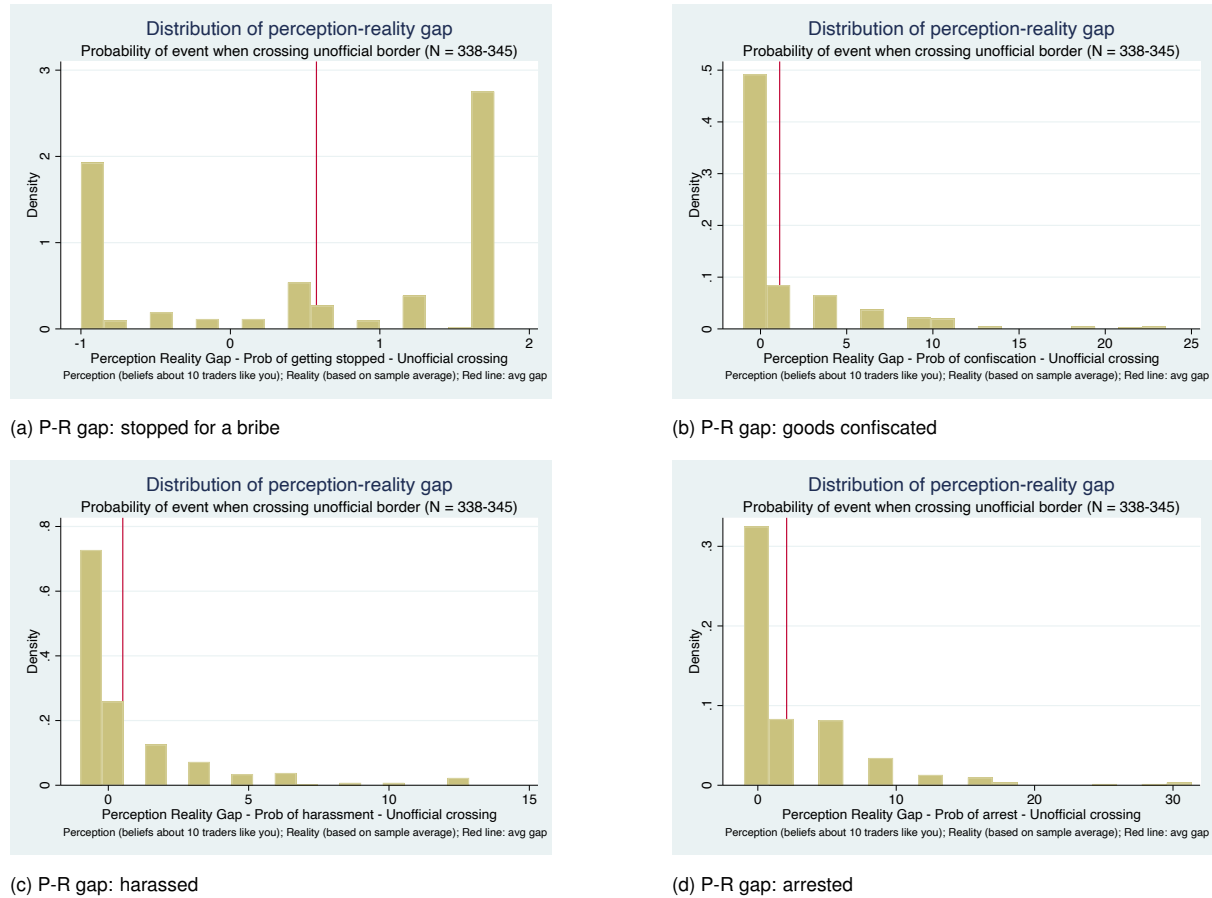 Distribution of perception-reality gap
Probability of event when crossing unofficial border (N = 338-345)
3
2
1
0
Density
-1 0 1 2
Perception Reality Gap - Prob of getting stopped - Unofficial crossing
Perception (beliefs about 10 traders like you); Reality (based on sample average); Red line: avg gap
(a) P-R gap: stopped for a bribe
Distribution of perception-reality gap
Probability of event when crossing unofficial border (N = 338-345)
.5
.4
.3
.2
.1
0
Density
0 5 10 15 20 25
Perception Reality Gap - Prob of confiscation - Unofficial crossing
Perception (beliefs about 10 traders like you); Reality (based on sample average); Red line: avg gap
(b) P-R gap: goods confiscated
Distribution of perception-reality gap
Probability of event when crossing unofficial border (N = 338-345)
.8
.6
.4
.2
0
Density
0 5 10 15
Perception Reality Gap - Prob of harassment - Unofficial crossing
Perception (beliefs about 10 traders like you); Reality (based on sample average); Red line: avg gap
(c) P-R gap: harassed
Distribution of perception-reality gap
Probability of event when crossing unofficial border (N = 338-345)
.3
.2
.1
0
Density
0 10 20 30
Perception Reality Gap - Prob of arrest - Unofficial crossing
Perception (beliefs about 10 traders like you); Reality (based on sample average); Red line: avg gap
(d) P-R gap: arrested